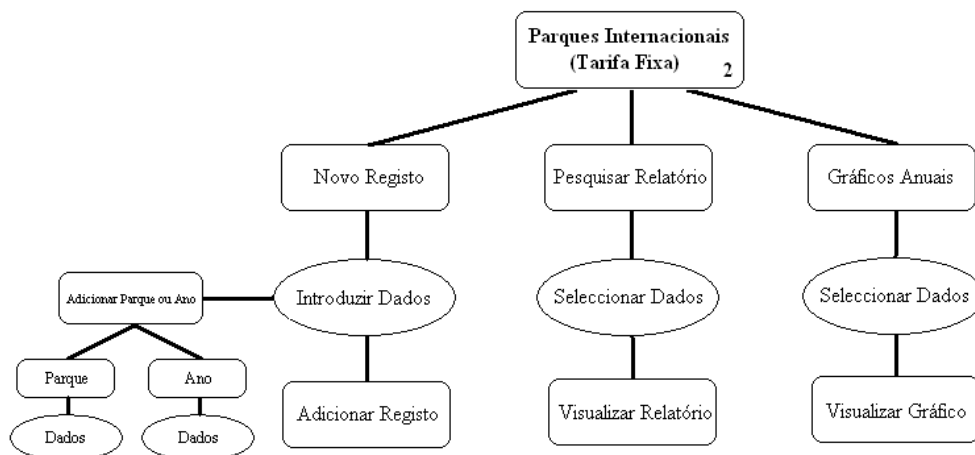 Parques Internacionais
(Tarifa Fixa)
2
Novo Registo
Pesquisar Relatório
Gráficos Anuais
Adicionar Parque ou Ano
Introduzir Dados
Seleccionar Dados
Seleccionar Dados
Parque
Ano
Adicionar Registo
Visualizar Relatório
Visualizar Gráfico
Dados
Dados